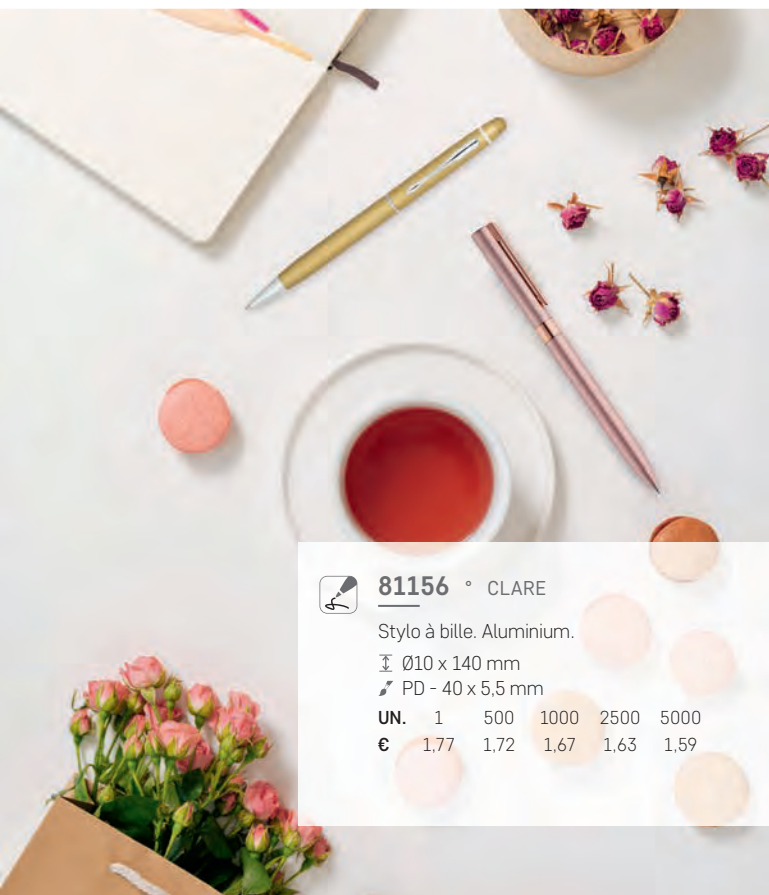 81156 ° CLARE
Stylo à bille. Aluminium.
Ø10 x 140 mm
PD - 40 x 5,5 mm
UN. 1 500 1000 2500 5000
€ 1,77 1,72 1,67 1,63 1,59